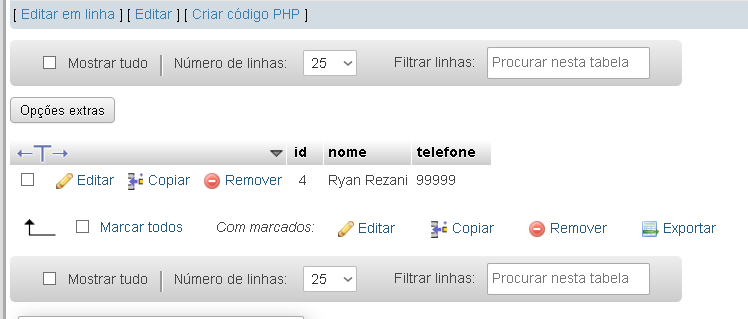 [ Editar em linha ] [ Editar ] [ Criar código PHP ]
Mostrar tudo Número de linhas: 25 Filtrar linhas: Procurar nesta tabela
Opções extras
id nome telefone
Editar Copiar Remover 4 Ryan Rezani 99999
Marcar todos Com marcados: Editar Copiar Remover Exportar
Mostrar tudo Número de linhas: 25 Filtrar linhas: Procurar nesta tabela